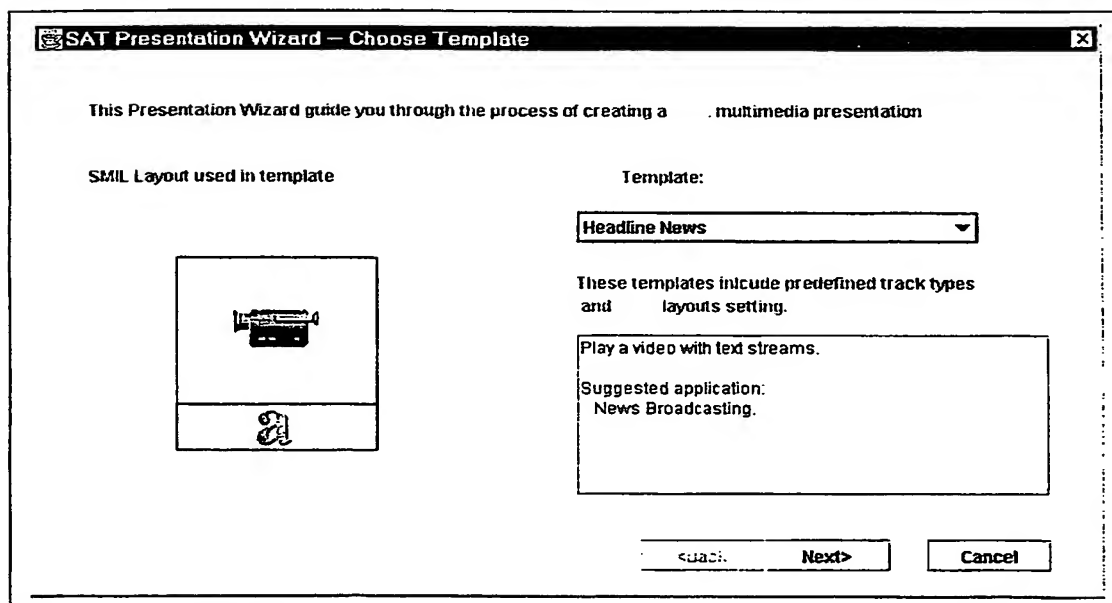 SAT Presentation Wizard — Choose Template
This Presentation Wizard guide you through the process of creating a . multimedia presentation
SMIL Layout used in template
Template:
Headline News
These templates inlcude predefined track types
and layouts setting.
Play a video with text streams.
Suggested application:
News Broadcasting.
a
Next>
Cancel